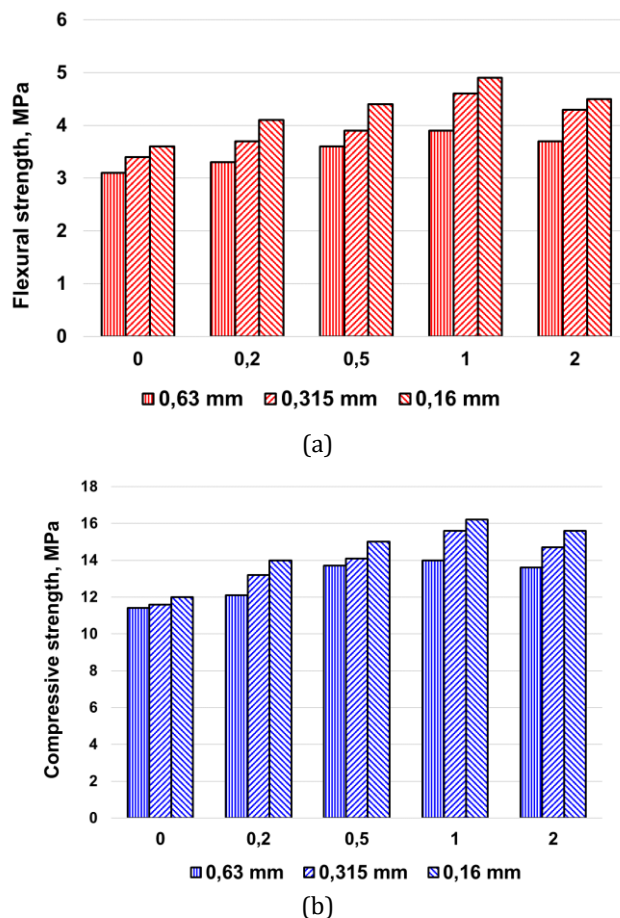 Flexural strength, MPa
6
5
4
3
2
1
0
0 0,2 0,5 1 2
0,63 mm 0,315 mm 0,16 mm
(a)
Compressive strength, MPa
18
16
14
12
10
8
6
4
2
0
0 0,2 0,5 1 2
0,63 mm 0,315 mm 0,16 mm
(b)